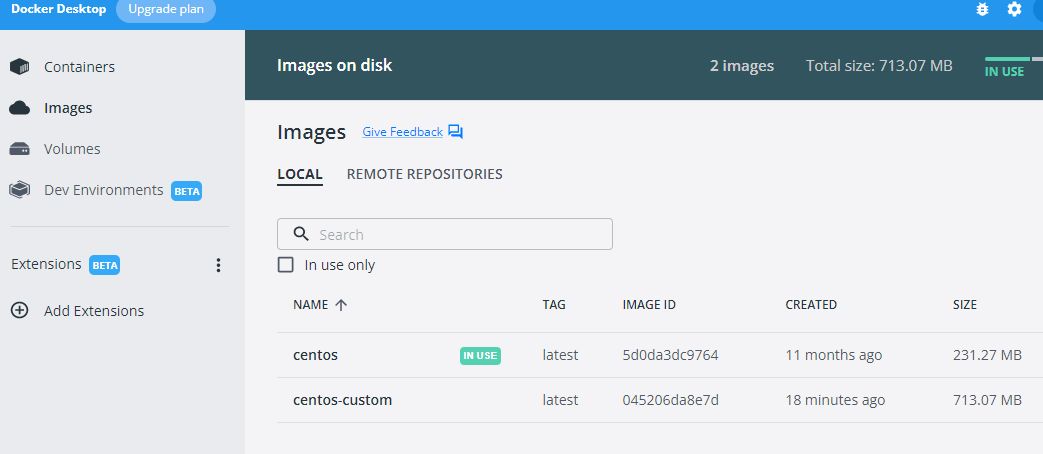 Docker Desktop Upgrade plan
Containers
Images
Volumes
Dev Environments BETA
Extensions BETA
Add Extensions
Images on disk 2 images Total size: 713.07 MB IN USE
Images Give Feedback
LOCAL REMOTE REPOSITORIES
Search
In use only
NAME TAG IMAGE ID CREATED SIZE
centos IN USE latest 5d0da3dc9764 11 months ago 231.27 MB
centos-custom latest 045206da8e7d 18 minutes ago 713.07 MB